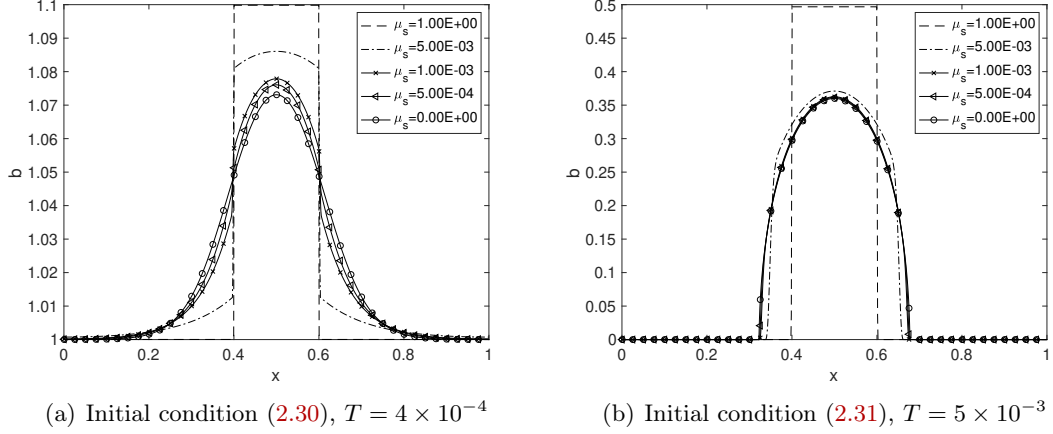 1.1
1.09
1.08
1.07
1.06
1.05
1.04
1.03
1.02
1.01
1
b
0
0.2
0.4
0.6
0.8
1
x
μs=1.00E+00
μs=5.00E-03
μs=1.00E-03
μs=5.00E-04
μs=0.00E+00
(a) Initial condition (2.30), T = 4 × 10−4
0.5
0.45
0.4
0.35
0.3
0.25
0.2
0.15
0.1
0.05
0
b
0
0.2
0.4
0.6
0.8
1
x
μs=1.00E+00
μs=5.00E-03
μs=1.00E-03
μs=5.00E-04
μs=0.00E+00
(b) Initial condition (2.31), T = 5 × 10−3